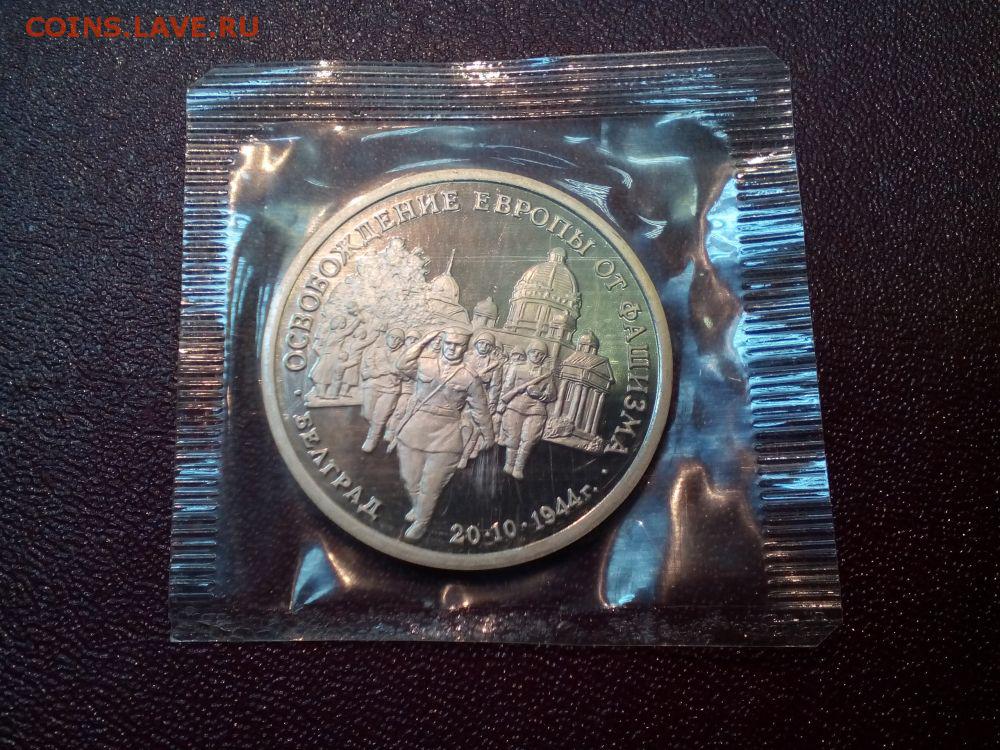 COINS.LAVE.RU
ОСВОБОЖДЕНИЕ ЕВРОПЫ ОТ ФАШИЗМА
· БЕЛГРАД 20·10·1944г. ·